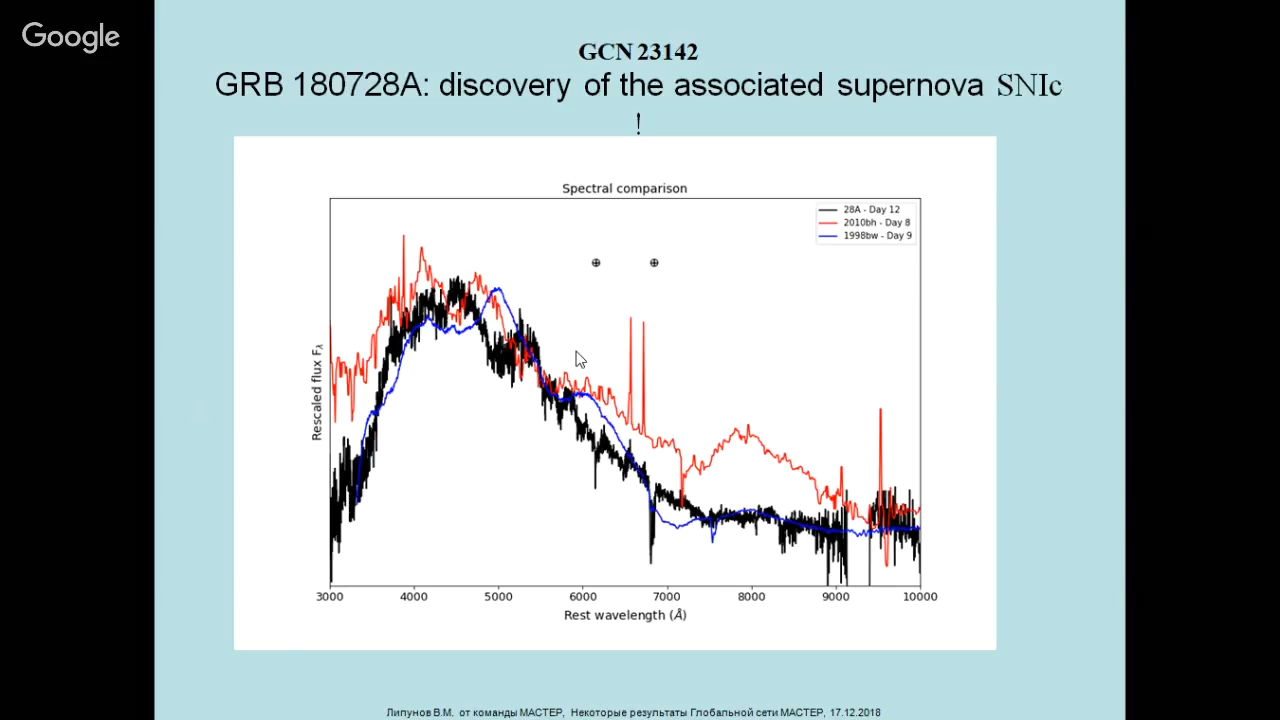 Google
GCN 23142
GRB 180728A: discovery of the associated supernova SNIc
!
Spectral comparison
28A - Day 12
2010bh - Day 8
1998bw - Day 9
Rescaled flux Fλ
3000 4000 5000 6000 7000 8000 9000 10000
Rest wavelength (Å)
Липунов В.М. от команды МАСТЕР, Некоторые результаты Глобальной сети МАСТЕР, 17.12.2018